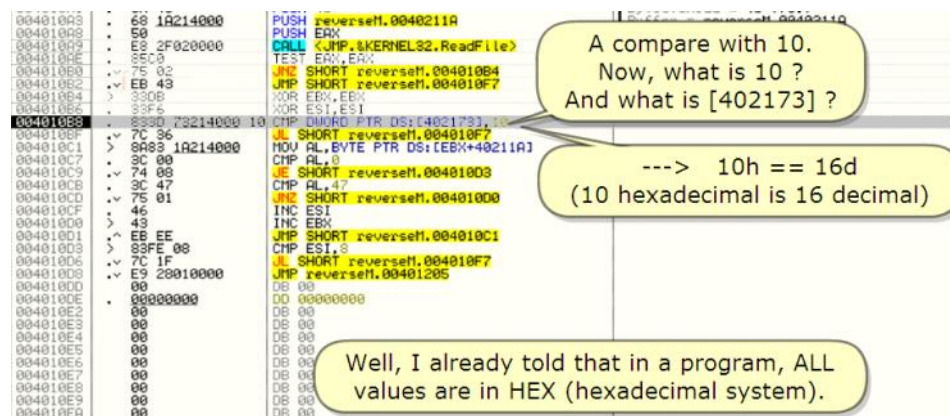 004010A3 . 68 1A214000 PUSH reverseM.0040211A
004010A8 . 50 PUSH EAX
004010A9 . E8 2F020000 CALL <JMP.&KERNEL32.ReadFile>
004010AE . 85C0 TEST EAX,EAX
004010B0 .v 75 02 JNZ SHORT reverseM.004010B4
004010B2 .v EB 43 JMP SHORT reverseM.004010F7
004010B4 > 33DB XOR EBX,EBX
004010B6 . 33F6 XOR ESI,ESI
004010B8 . 833D 73214000 10 CMP DWORD PTR DS:[402173],10
004010BF .v 7C 36 JL SHORT reverseM.004010F7
004010C1 > 8A83 1A214000 MOV AL,BYTE PTR DS:[EBX+40211A]
004010C7 . 3C 00 CMP AL,0
004010C9 .v 74 08 JE SHORT reverseM.004010D3
004010CB . 3C 47 CMP AL,47
004010CD .v 75 01 JNZ SHORT reverseM.004010D0
004010CF . 46 INC ESI
004010D0 > 43 INC EBX
004010D1 .^ EB EE JMP SHORT reverseM.004010C1
004010D3 > 83FE 08 CMP ESI,8
004010D6 .v 7C 1F JL SHORT reverseM.004010F7
004010D8 . E9 28010000 JMP reverseM.00401205
004010DD 00 DB 00
004010DE . 00000000 DD 00000000
004010E2 00 DB 00
004010E3 00 DB 00
004010E4 00 DB 00
004010E5 00 DB 00
004010E6 00 DB 00
004010E7 00 DB 00
004010E8 00 DB 00
004010E9 00 DB 00
004010EA 00 DB 00
A compare with 10.
Now, what is 10 ?
And what is [402173] ?
---> 10h == 16d
(10 hexadecimal is 16 decimal)
Well, I already told that in a program, ALL
values are in HEX (hexadecimal system).